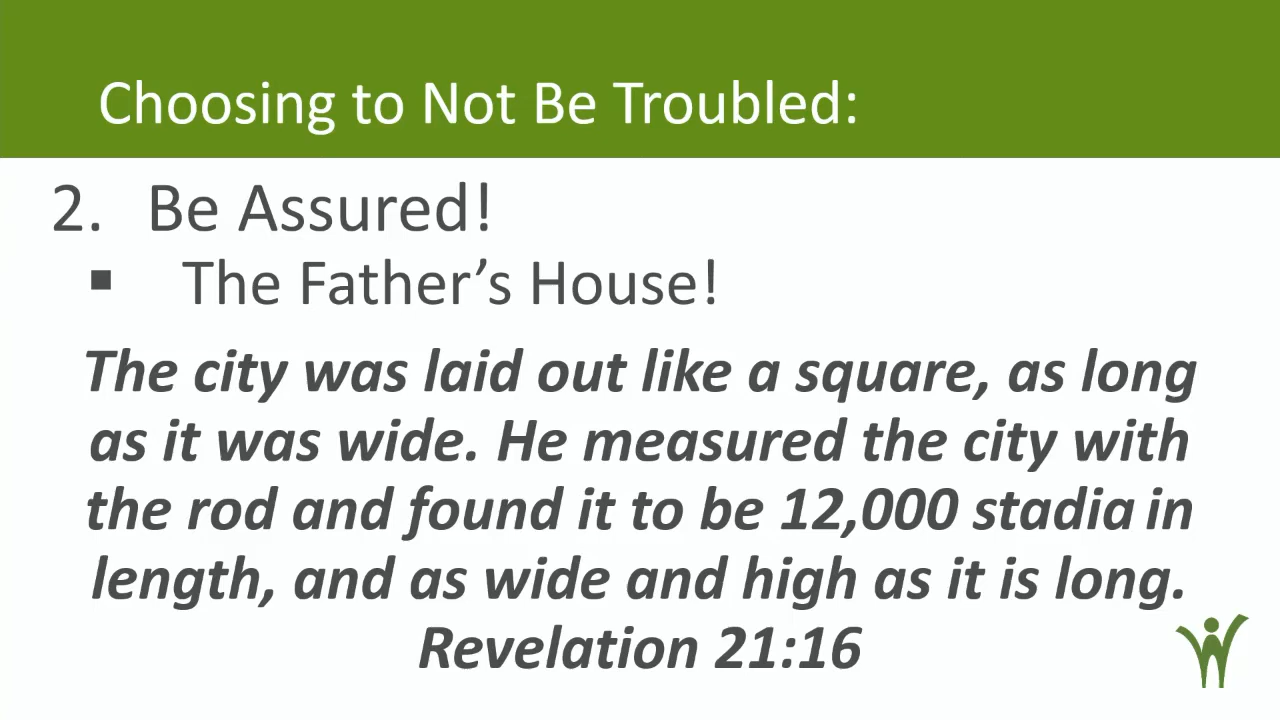 Choosing to Not Be Troubled:
2. Be Assured!
▪ The Father’s House!
The city was laid out like a square, as long
as it was wide. He measured the city with
the rod and found it to be 12,000 stadia in
length, and as wide and high as it is long.
Revelation 21:16